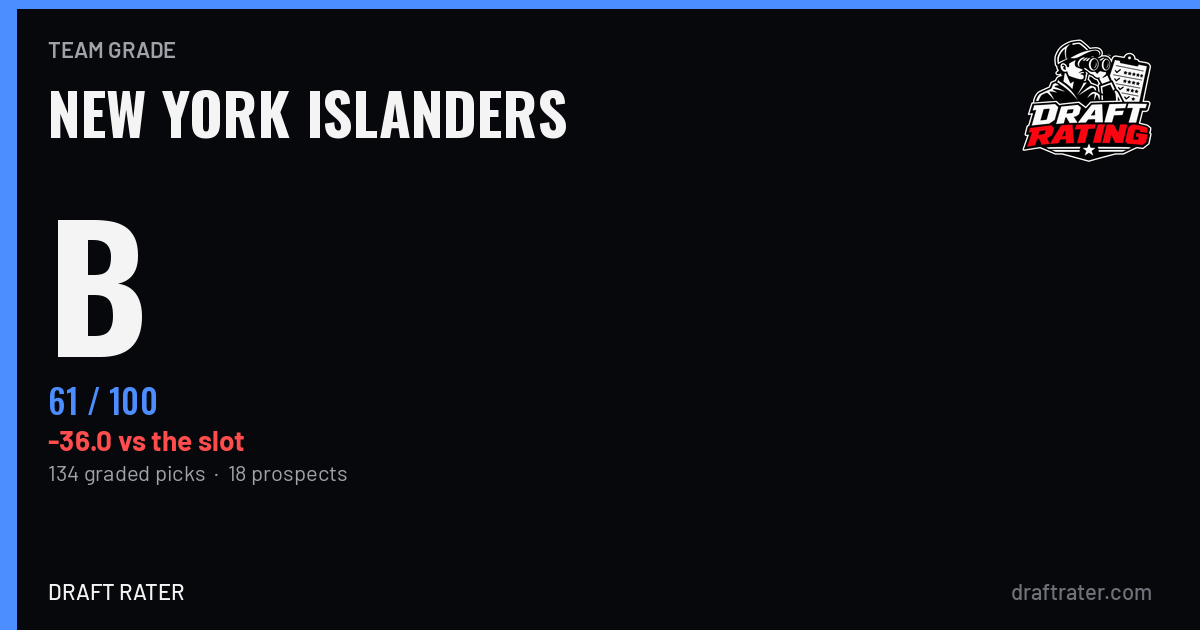 TEAM GRADE
NEW YORK ISLANDERS
DRAFT
RATING
B
61 / 100
-36.0 vs the slot
134 graded picks · 18 prospects
DRAFT RATER
draftrater.com